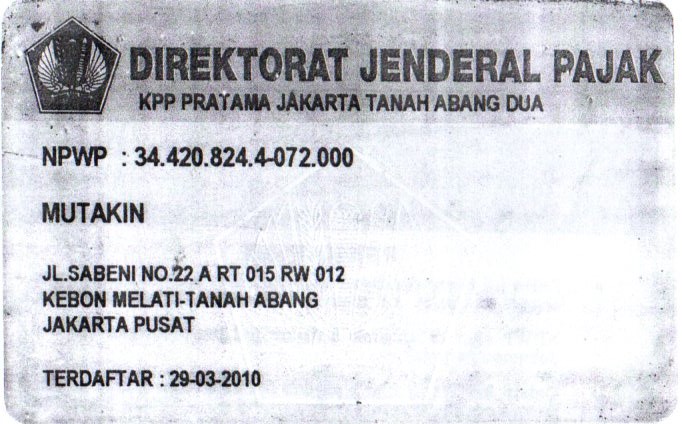 DIREKTORAT JENDERAL PAJAK
KPP PRATAMA JAKARTA TANAH ABANG DUA
NPWP : 34.420.824.4-072.000
MUTAKIN
JL.SABENI NO.22 A RT 015 RW 012
KEBON MELATI-TANAH ABANG
JAKARTA PUSAT
TERDAFTAR : 29-03-2010